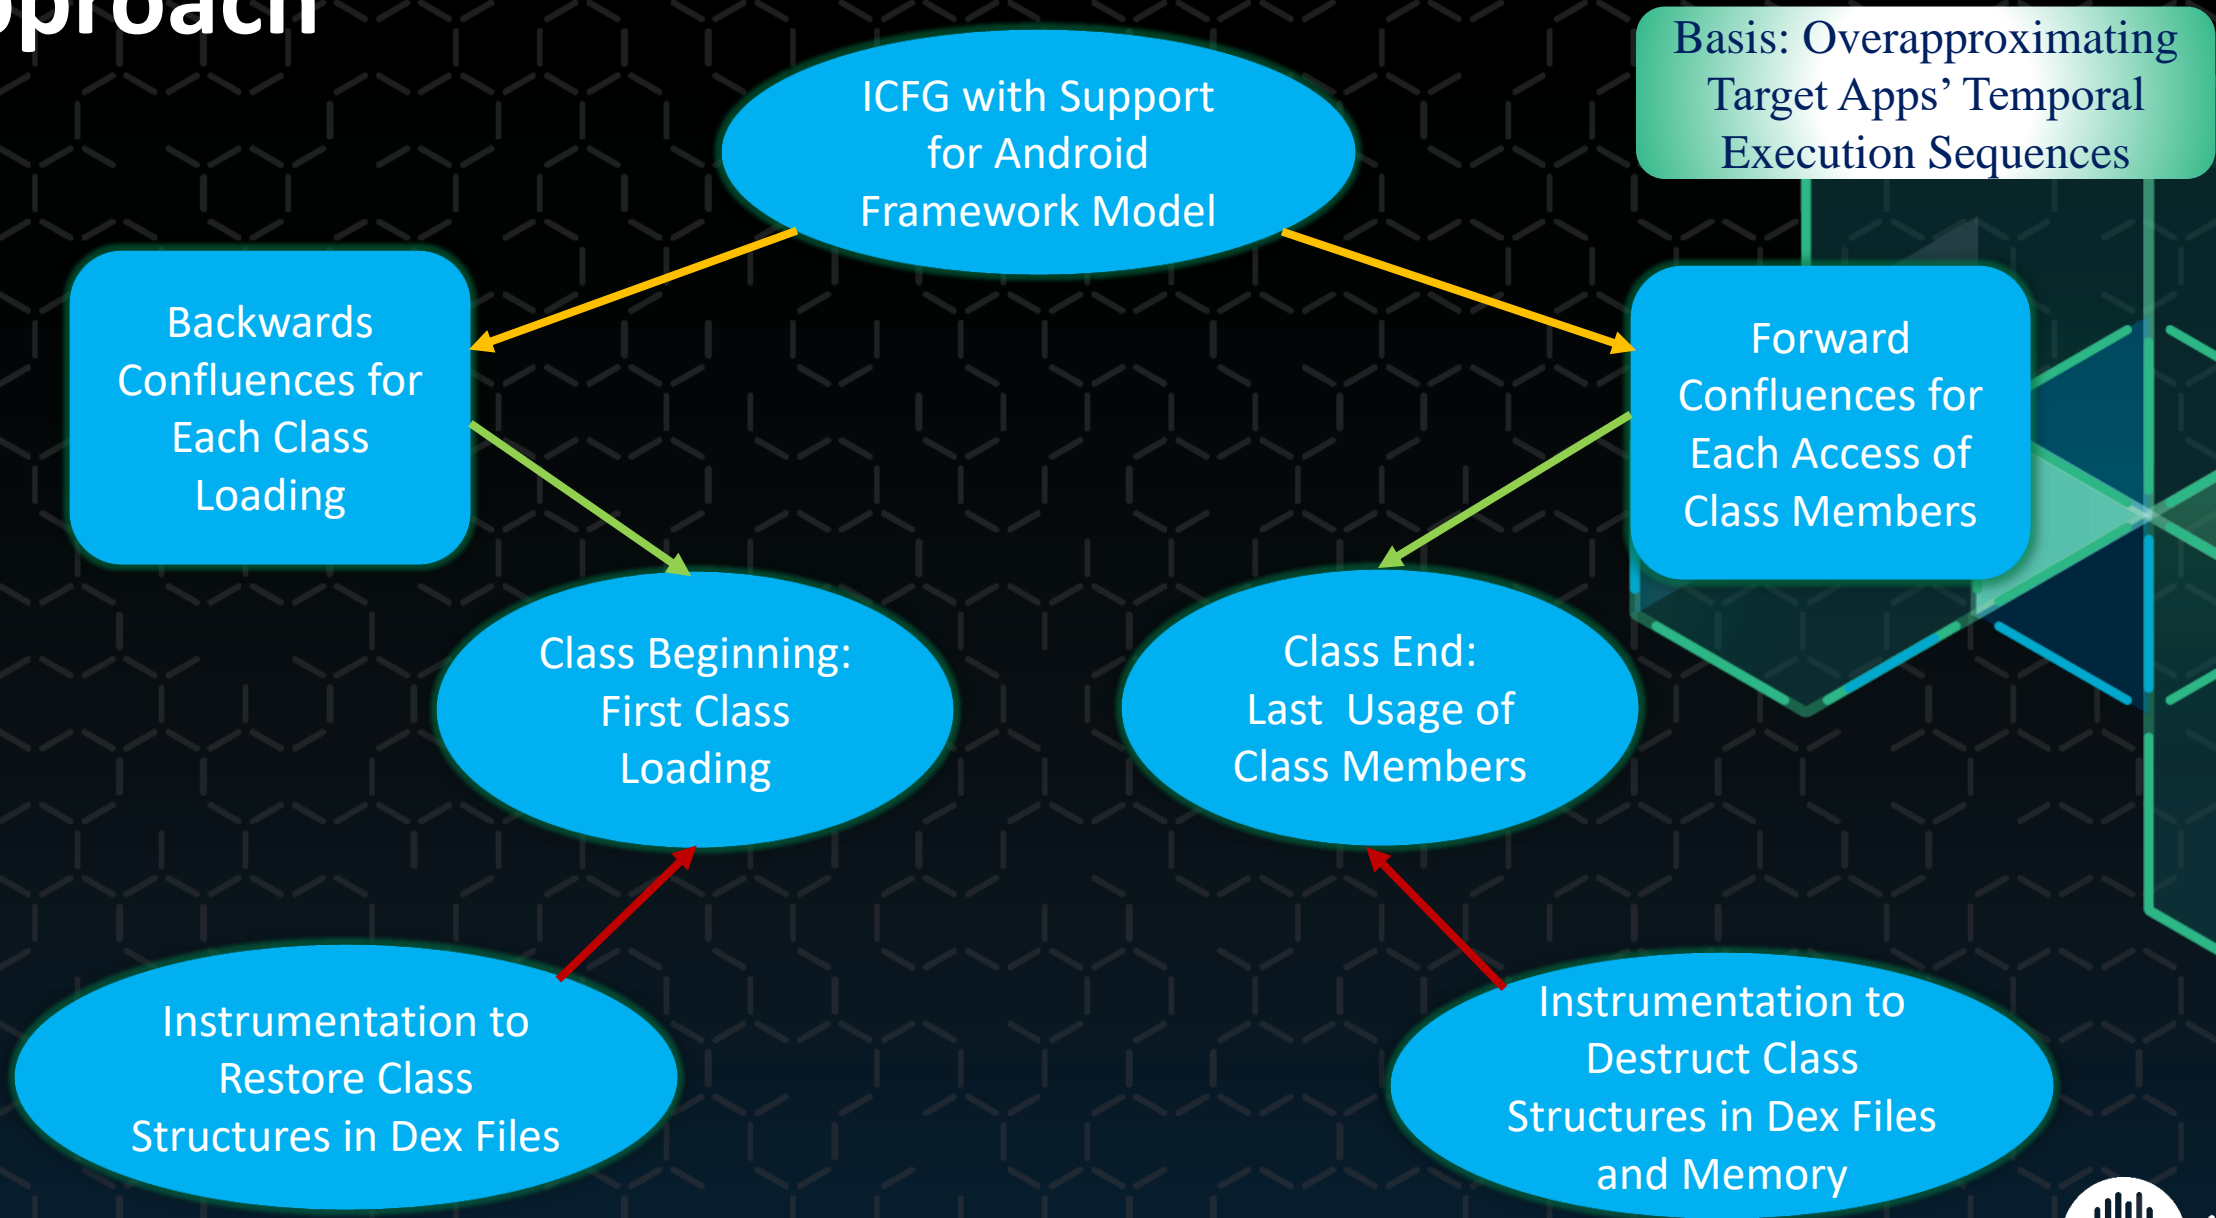 pproach
Basis: Overapproximating
Target Apps’ Temporal
Execution Sequences
ICFG with Support
for Android
Framework Model
Backwards
Confluences for
Each Class
Loading
Forward
Confluences for
Each Access of
Class Members
Class Beginning:
First Class
Loading
Class End:
Last  Usage of
Class Members
Instrumentation to
Restore Class
Structures in Dex Files
Instrumentation to
Destruct Class
Structures in Dex Files
and Memory